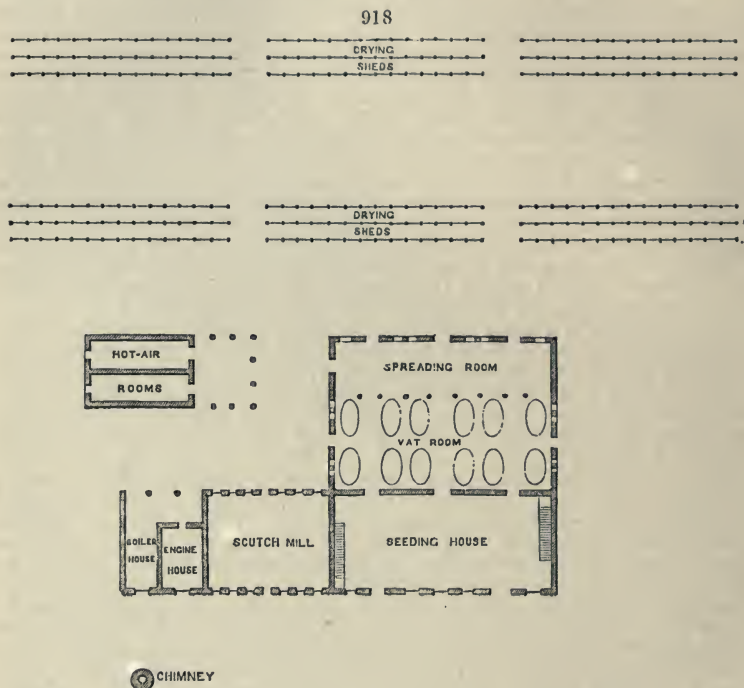 918
DRYING
SHEDS
DRYING
SHEDS
HOT-AIR
ROOMS
SPREADING ROOM
VAT ROOM
BOILER
HOUSE
ENGINE
HOUSE
SCUTCH MILL
SEEDING HOUSE
CHIMNEY